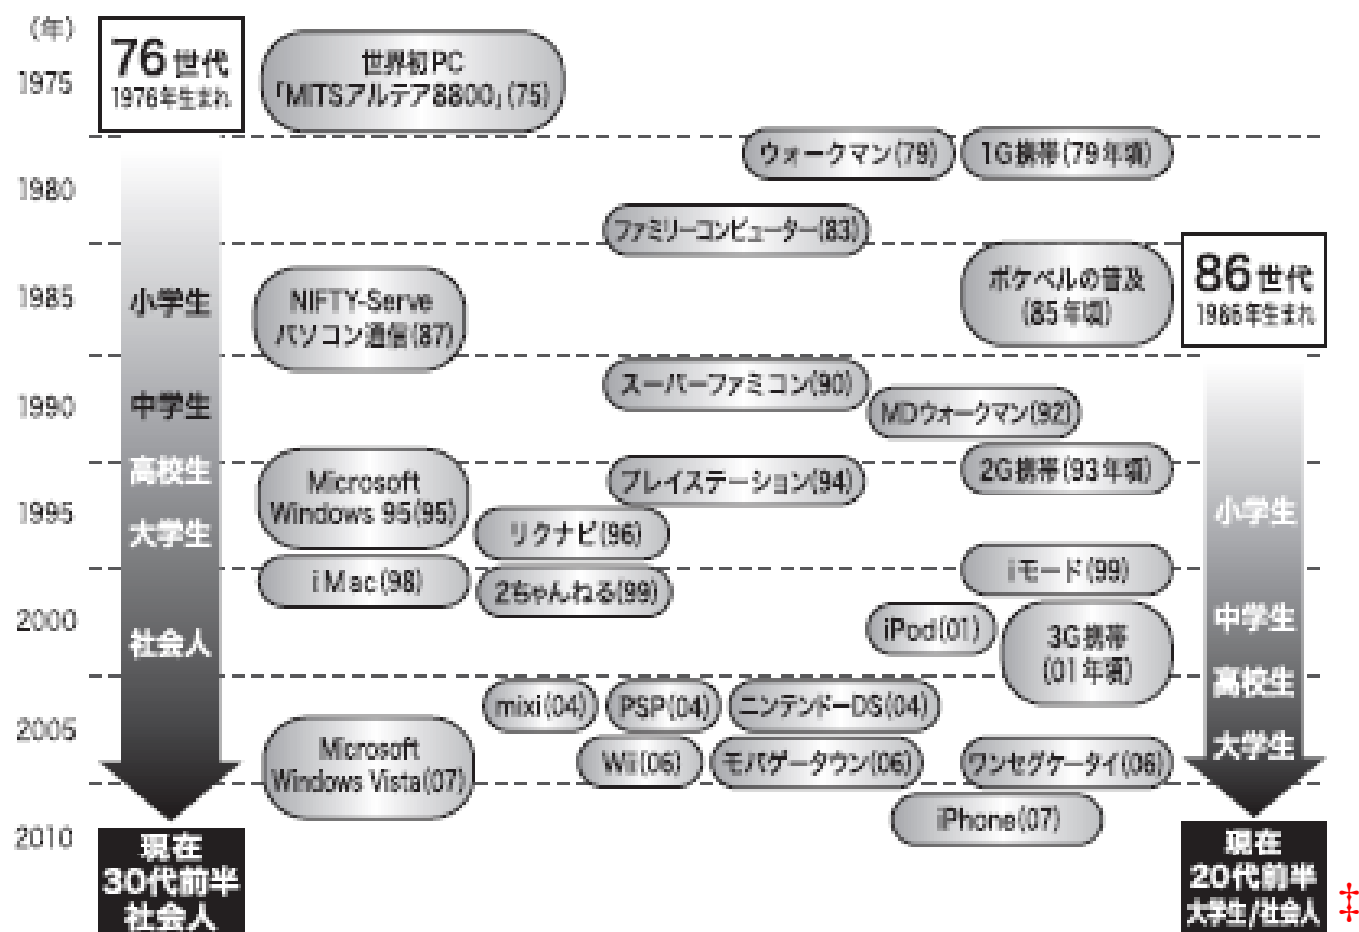 (年)
76世代
1976年生まれ
世界初PC
「MITSアルテア8800」(75)
1975
ウォークマン(79)
1G携帯(79年頃)
1980
ファミリーコンピューター(83)
86世代
1986年生まれ
ポケベルの普及
(85年頃)
1985
小学生
NIFTY-Serve
パソコン通信(87)
スーパーファミコン(90)
1990
中学生
MDウォークマン(92)
高校生
Microsoft
Windows 95(95)
プレイステーション(94)
2G携帯(93年頃)
1995
大学生
リクナビ(96)
小学生
iMac(98)
2ちゃんねる(99)
iモード(99)
2000
社会人
iPod(01)
3G携帯
(01年頃)
中学生
高校生
mixi(04)
PSP(04)
ニンテンドーDS(04)
2005
Microsoft
Windows Vista(07)
Wii(06)
モバゲータウン(06)
ワンセグケータイ(06)
大学生
iPhone(07)
2010
現在
30代前半
社会人
現在
20代前半
大学生/社会人
‡